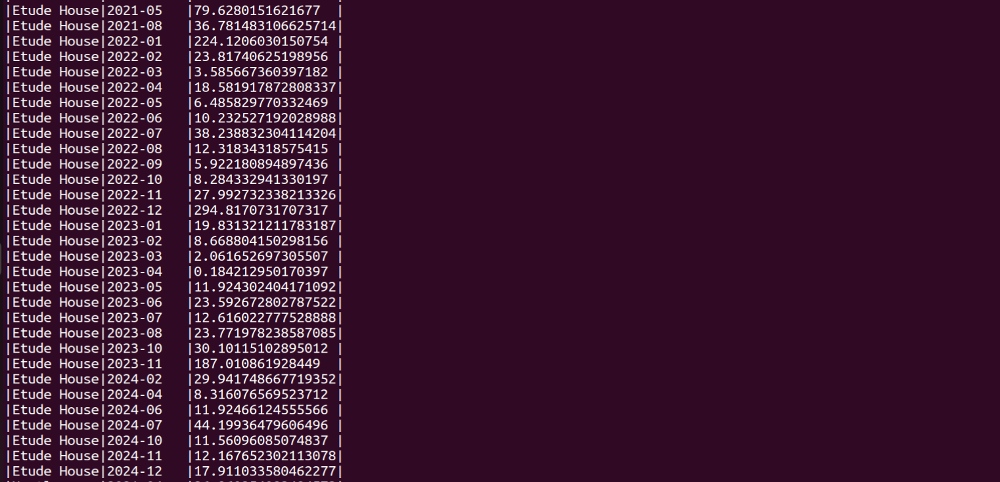 |Etude House|2021-05   |79.6280151621677  |
|Etude House|2021-08   |36.781483106625714|
|Etude House|2022-01   |224.1206030150754 |
|Etude House|2022-02   |23.81740625198956 |
|Etude House|2022-03   |3.585667360397182 |
|Etude House|2022-04   |18.581917872808337|
|Etude House|2022-05   |6.485829770332469 |
|Etude House|2022-06   |10.232527192028988|
|Etude House|2022-07   |38.238832304114204|
|Etude House|2022-08   |12.31834318575415 |
|Etude House|2022-09   |5.922180894897436 |
|Etude House|2022-10   |8.284332941330197 |
|Etude House|2022-11   |27.992732338213326|
|Etude House|2022-12   |294.8170731707317 |
|Etude House|2023-01   |19.831321211783187|
|Etude House|2023-02   |8.668804150298156 |
|Etude House|2023-03   |2.061652697305507 |
|Etude House|2023-04   |0.184212950170397 |
|Etude House|2023-05   |11.924302404171092|
|Etude House|2023-06   |23.592672802787522|
|Etude House|2023-07   |12.616022777528888|
|Etude House|2023-08   |23.771978238587085|
|Etude House|2023-10   |30.10115102895012 |
|Etude House|2023-11   |187.010861928449  |
|Etude House|2024-02   |29.941748667719352|
|Etude House|2024-04   |8.316076569523712 |
|Etude House|2024-06   |11.92466124555566 |
|Etude House|2024-07   |44.19936479606496 |
|Etude House|2024-10   |11.56096085074837 |
|Etude House|2024-11   |12.167652302113078|
|Etude House|2024-12   |17.911033580462277|